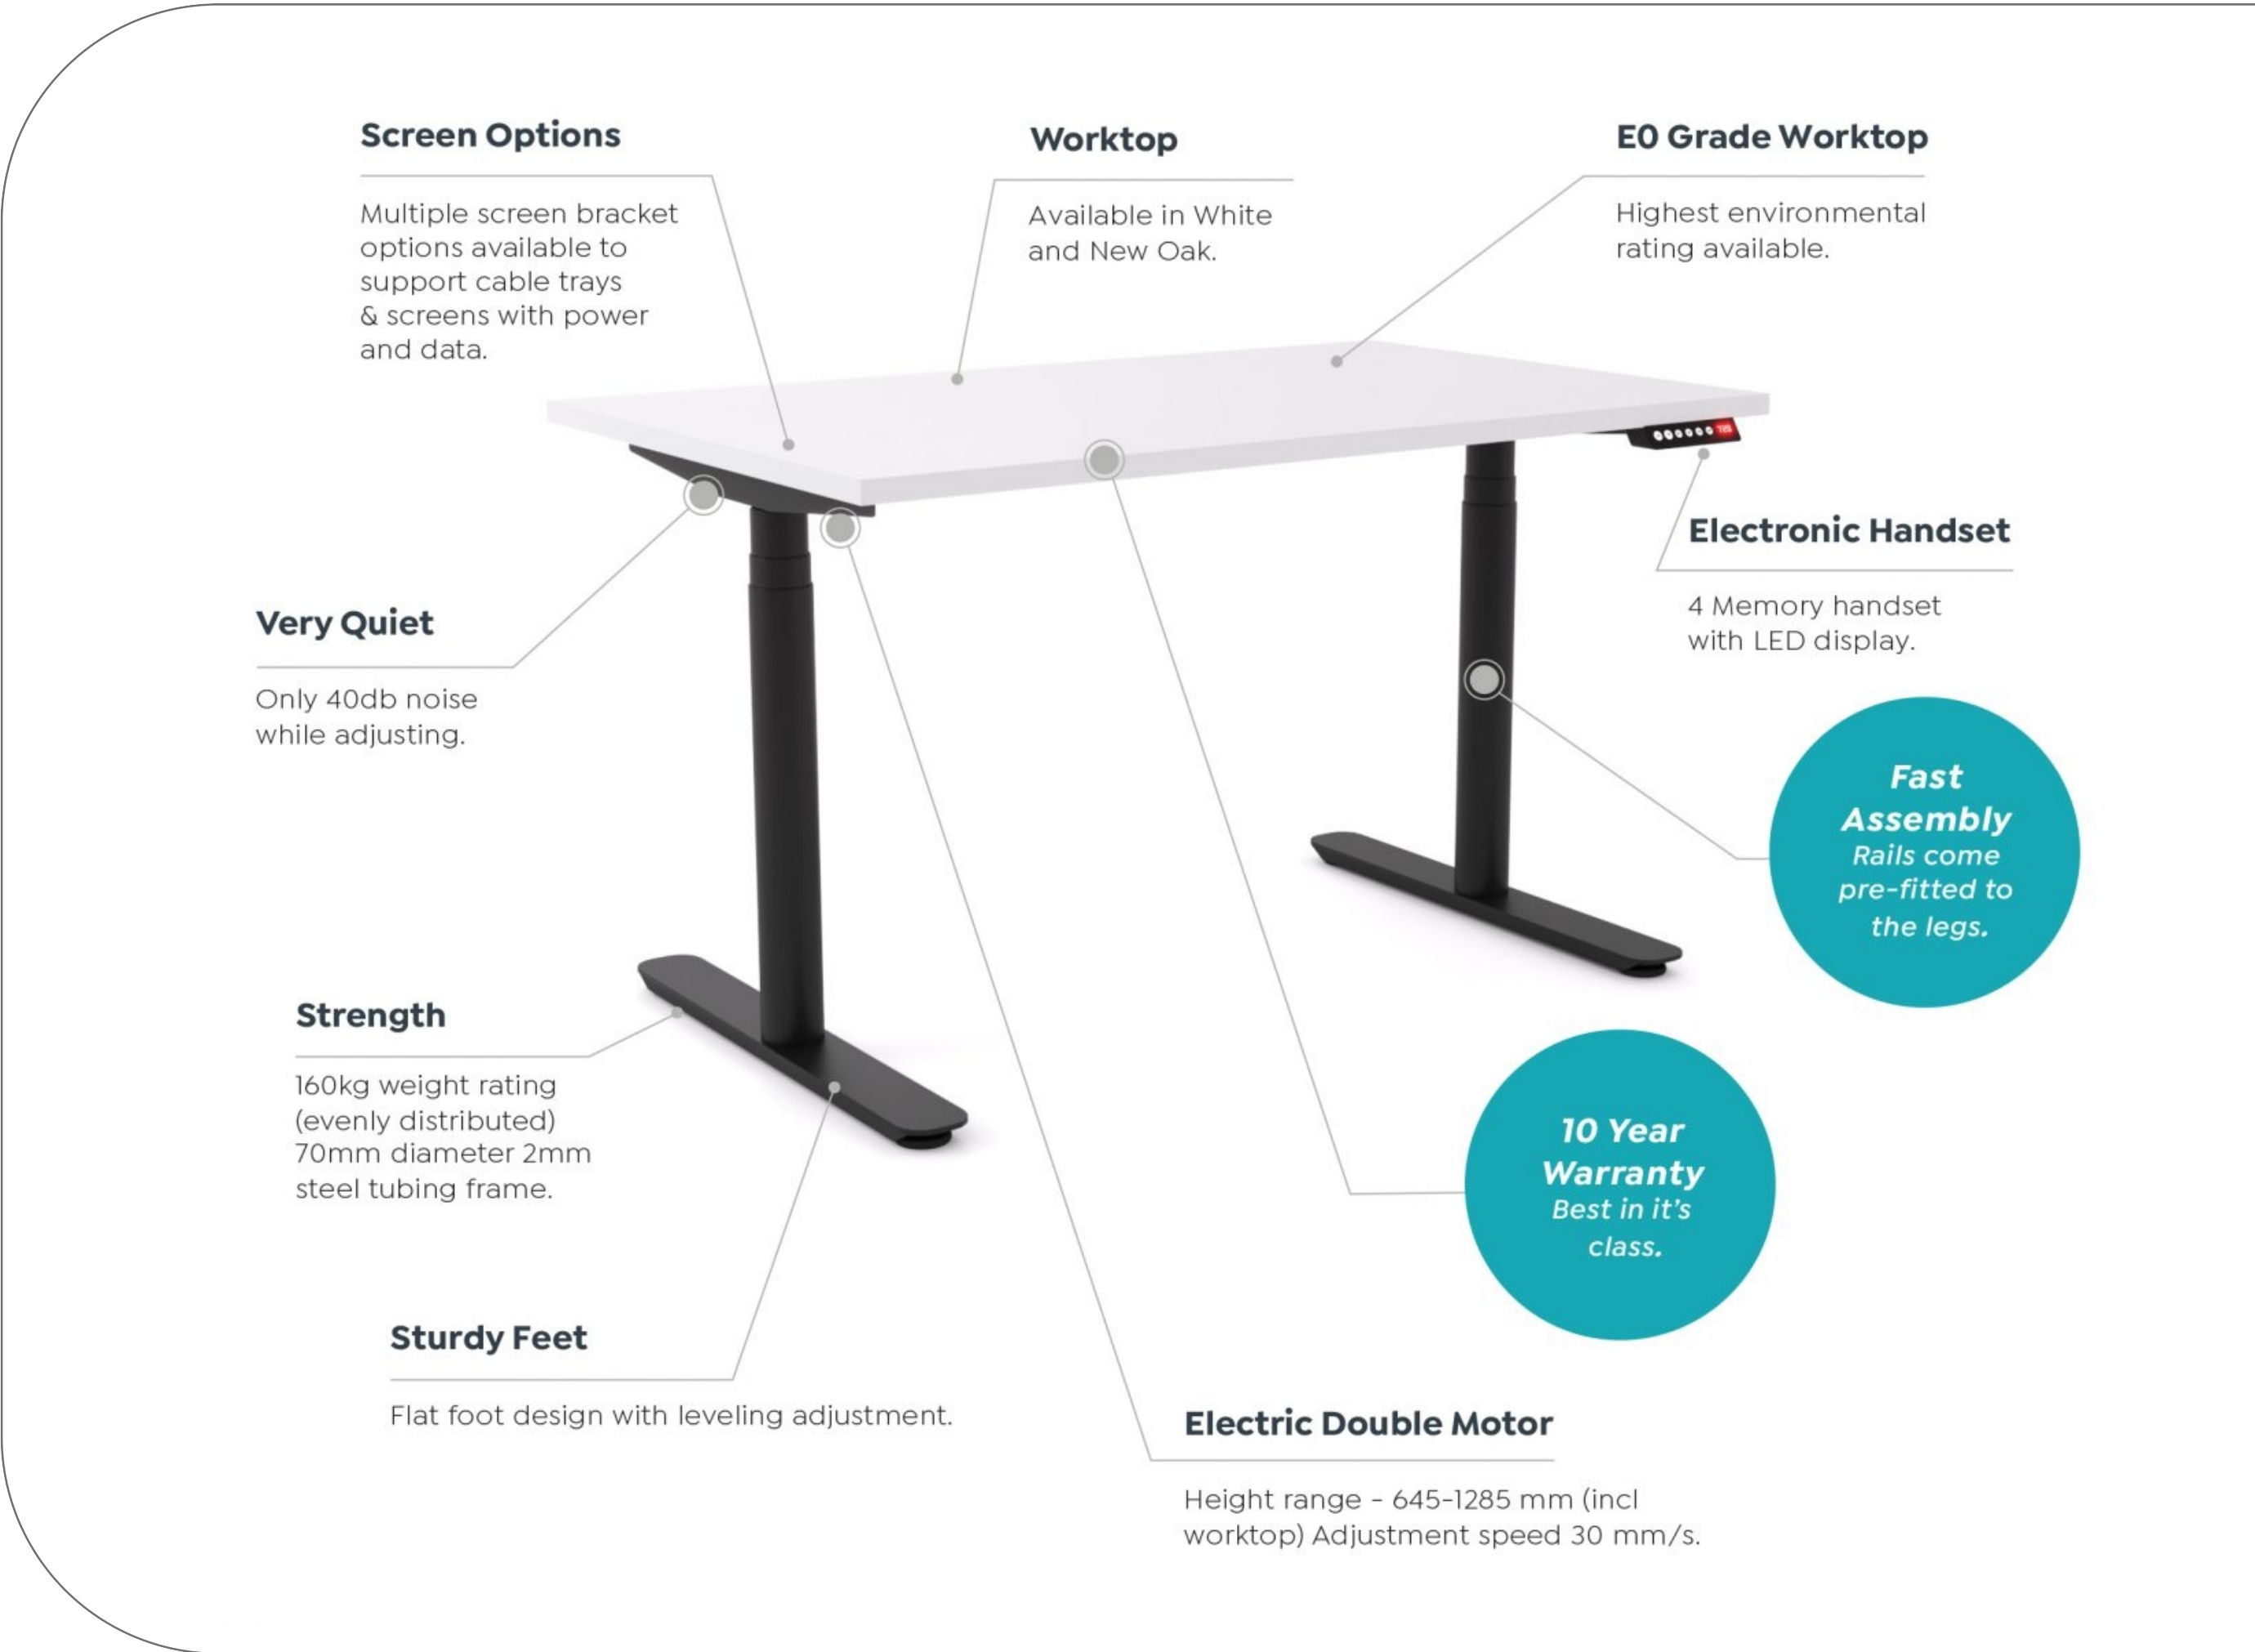 Screen Options
Multiple screen bracket
options available to
support cable trays
& screens with power
and data.
Worktop
Available in White
and New Oak.
E0 Grade Worktop
Highest environmental
rating available.
Electronic Handset
4 Memory handset
with LED display.
Very Quiet
Only 40db noise
while adjusting.
Fast
Assembly
Rails come
pre-fitted to
the legs.
Strength
160kg weight rating
(evenly distributed)
70mm diameter 2mm
steel tubing frame.
10 Year
Warranty
Best in it's
class.
Sturdy Feet
Flat foot design with leveling adjustment.
Electric Double Motor
Height range - 645-1285 mm (incl
worktop) Adjustment speed 30 mm/s.